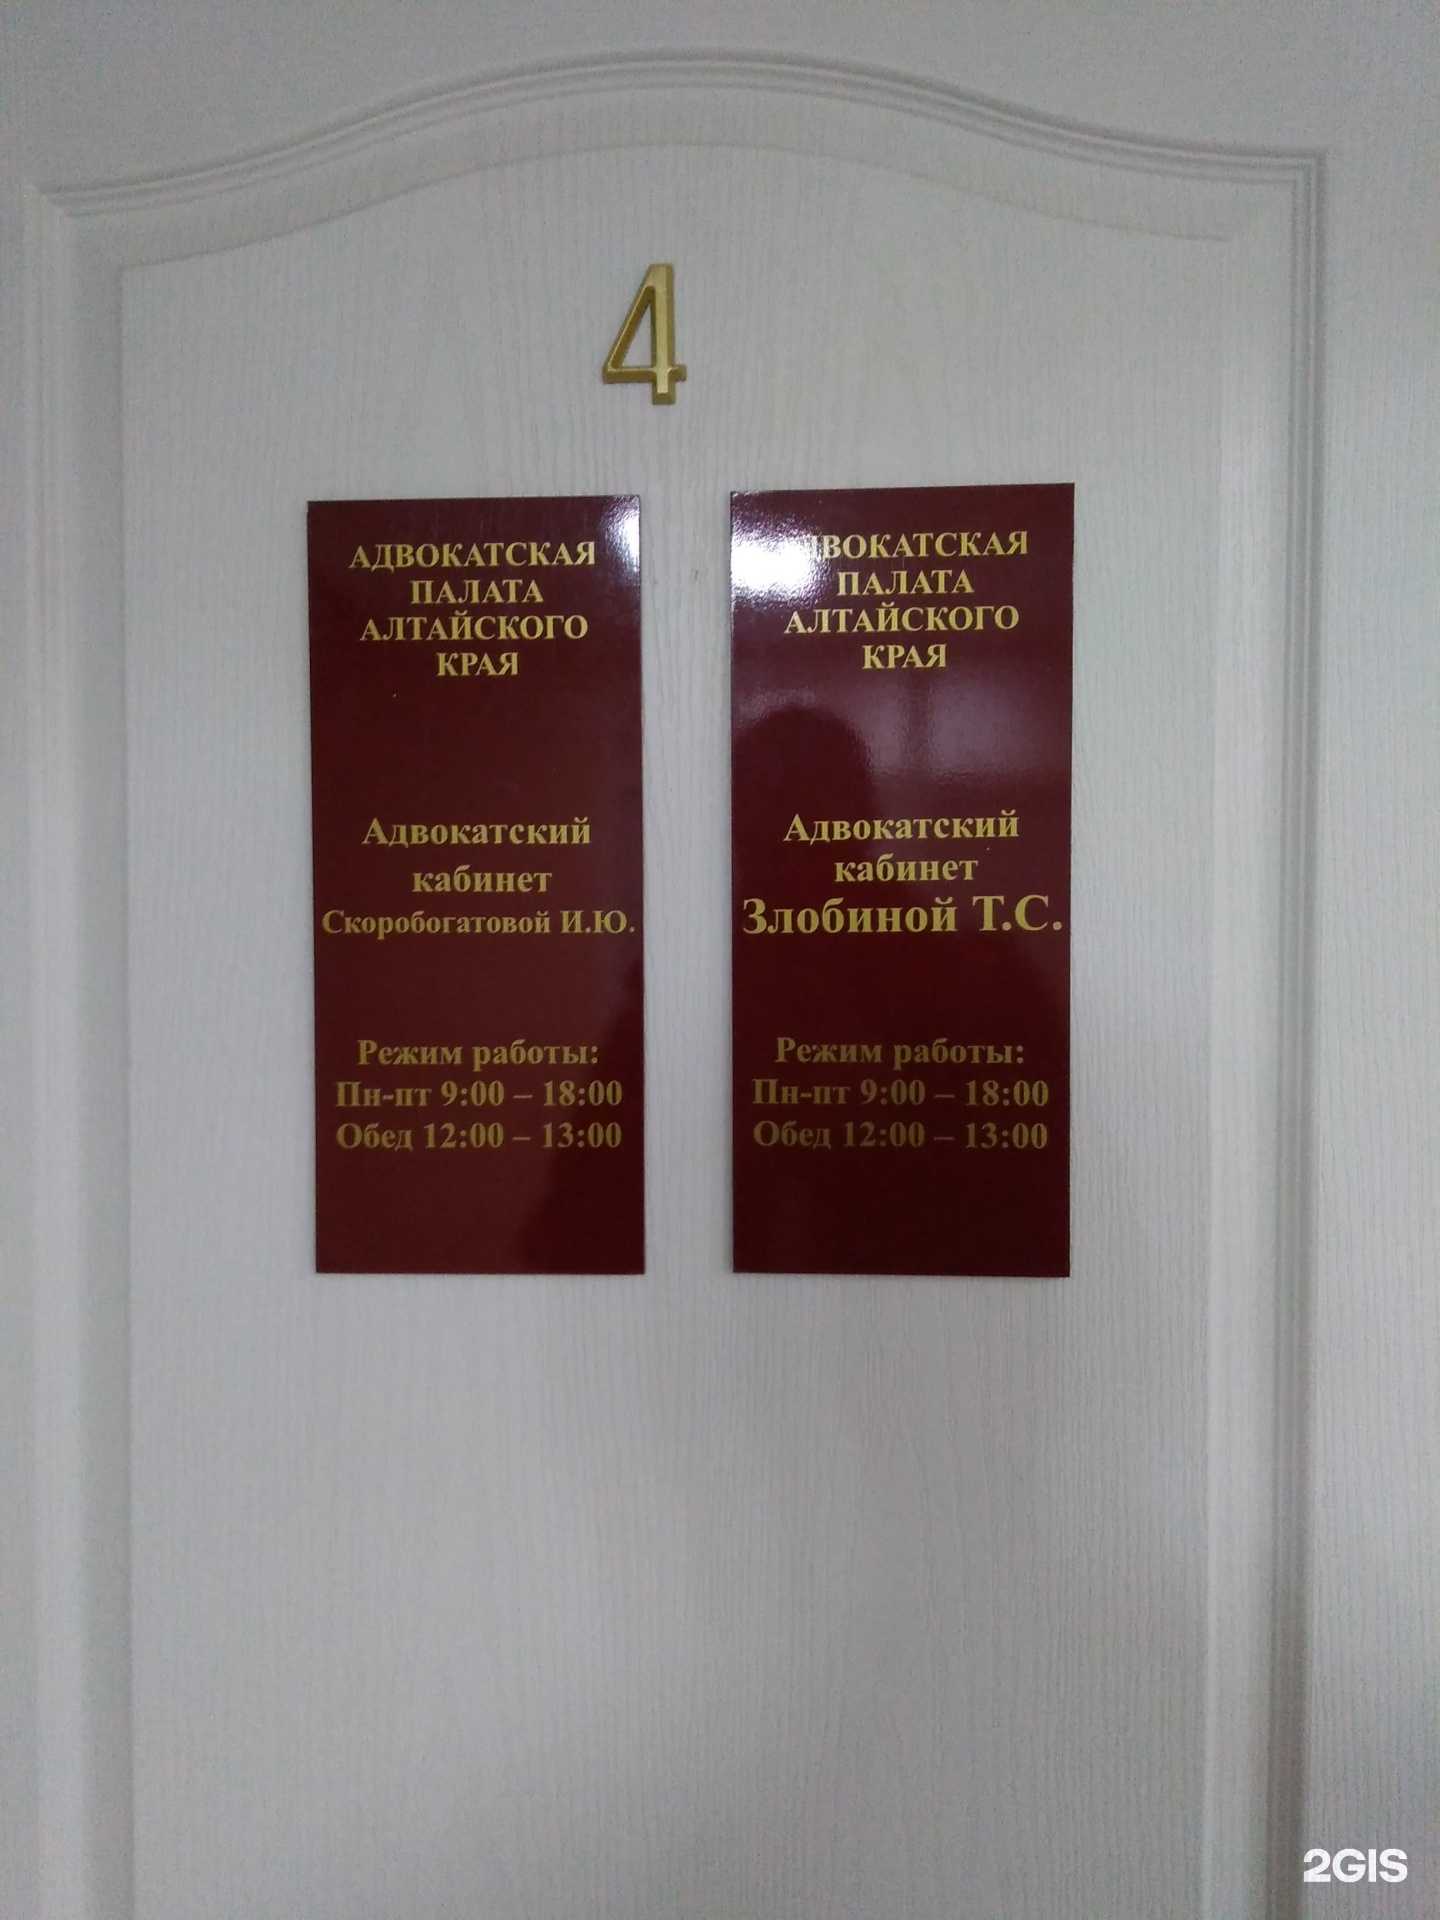 4
АДВОКАТСКАЯ
ПАЛАТА
АЛТАЙСКОГО
КРАЯ
Адвокатский
кабинет
Скоробогатовой И.Ю.
Режим работы:
Пн-пт 9:00 – 18:00
Обед 12:00 – 13:00
АДВОКАТСКАЯ
ПАЛАТА
АЛТАЙСКОГО
КРАЯ
Адвокатский
кабинет
Злобиной Т.С.
Режим работы:
Пн-пт 9:00 – 18:00
Обед 12:00 – 13:00
2GIS